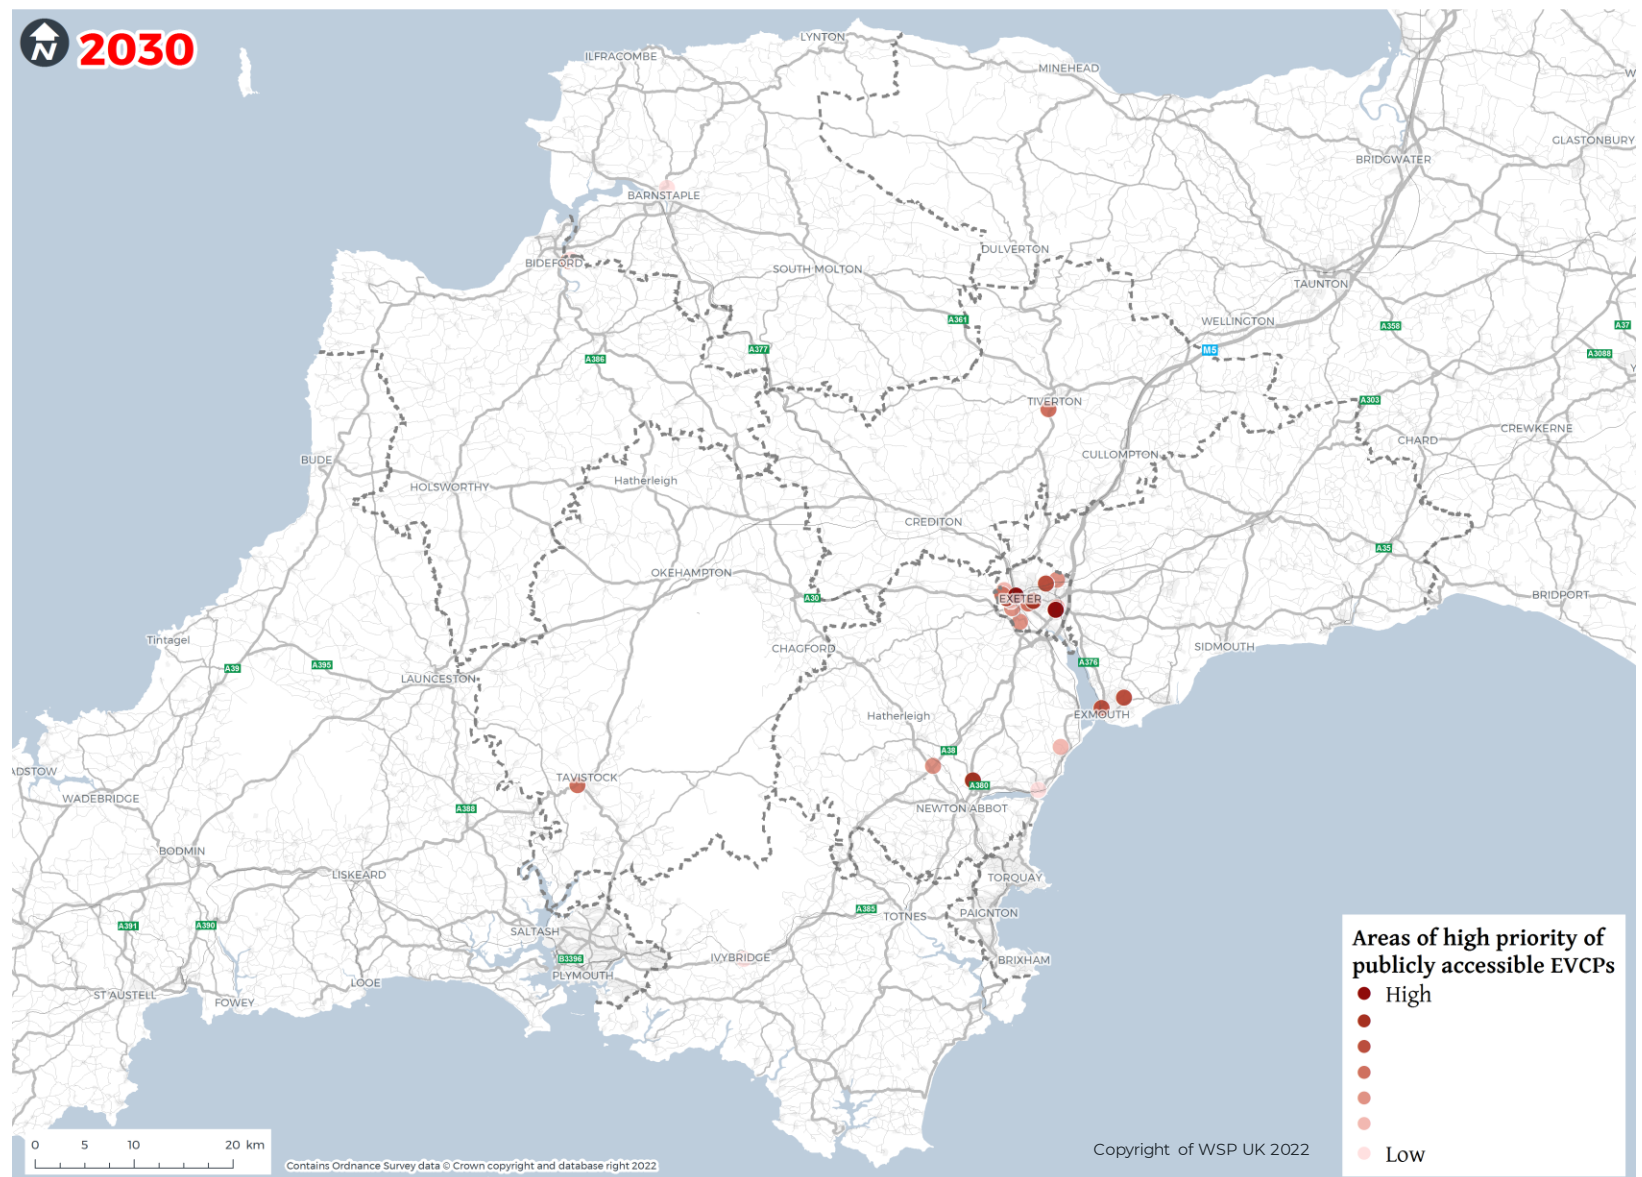 N
2030
LYNTON
ILFRACOMBE
MINEHEAD
GLASTONBURY
BRIDGWATER
BARNSTAPLE
DULVERTON
BIDEFORD
SOUTH MOLTON
TAUNTON
A361
WELLINGTON
A358
A37
A377
M5
A3088
A386
TIVERTON
A303
CREWKERNE
CHARD
CULLOMPTON
BUDE
HOLSWORTHY
Hatherleigh
CREDITON
A35
OKEHAMPTON
A30
EXETER
BRIDPORT
Tintagel
CHAGFORD
SIDMOUTH
A39
A395
A376
LAUNCESTON
Hatherleigh
EXMOUTH
A38
ADSTOW
TAVISTOCK
A380
WADEBRIDGE
A388
NEWTON ABBOT
BODMIN
LISKEARD
TORQUAY
A385
PAIGNTON
TOTNES
A391
A390
SALTASH
IVYBRIDGE
B3396
BRIXHAM
PLYMOUTH
LOOE
ST AUSTELL
FOWEY
Areas of high priority of
publicly accessible EVCPs
High
Low
0 5 10 20 km
Contains Ordnance Survey data © Crown copyright and database right 2022
Copyright of WSP UK 2022